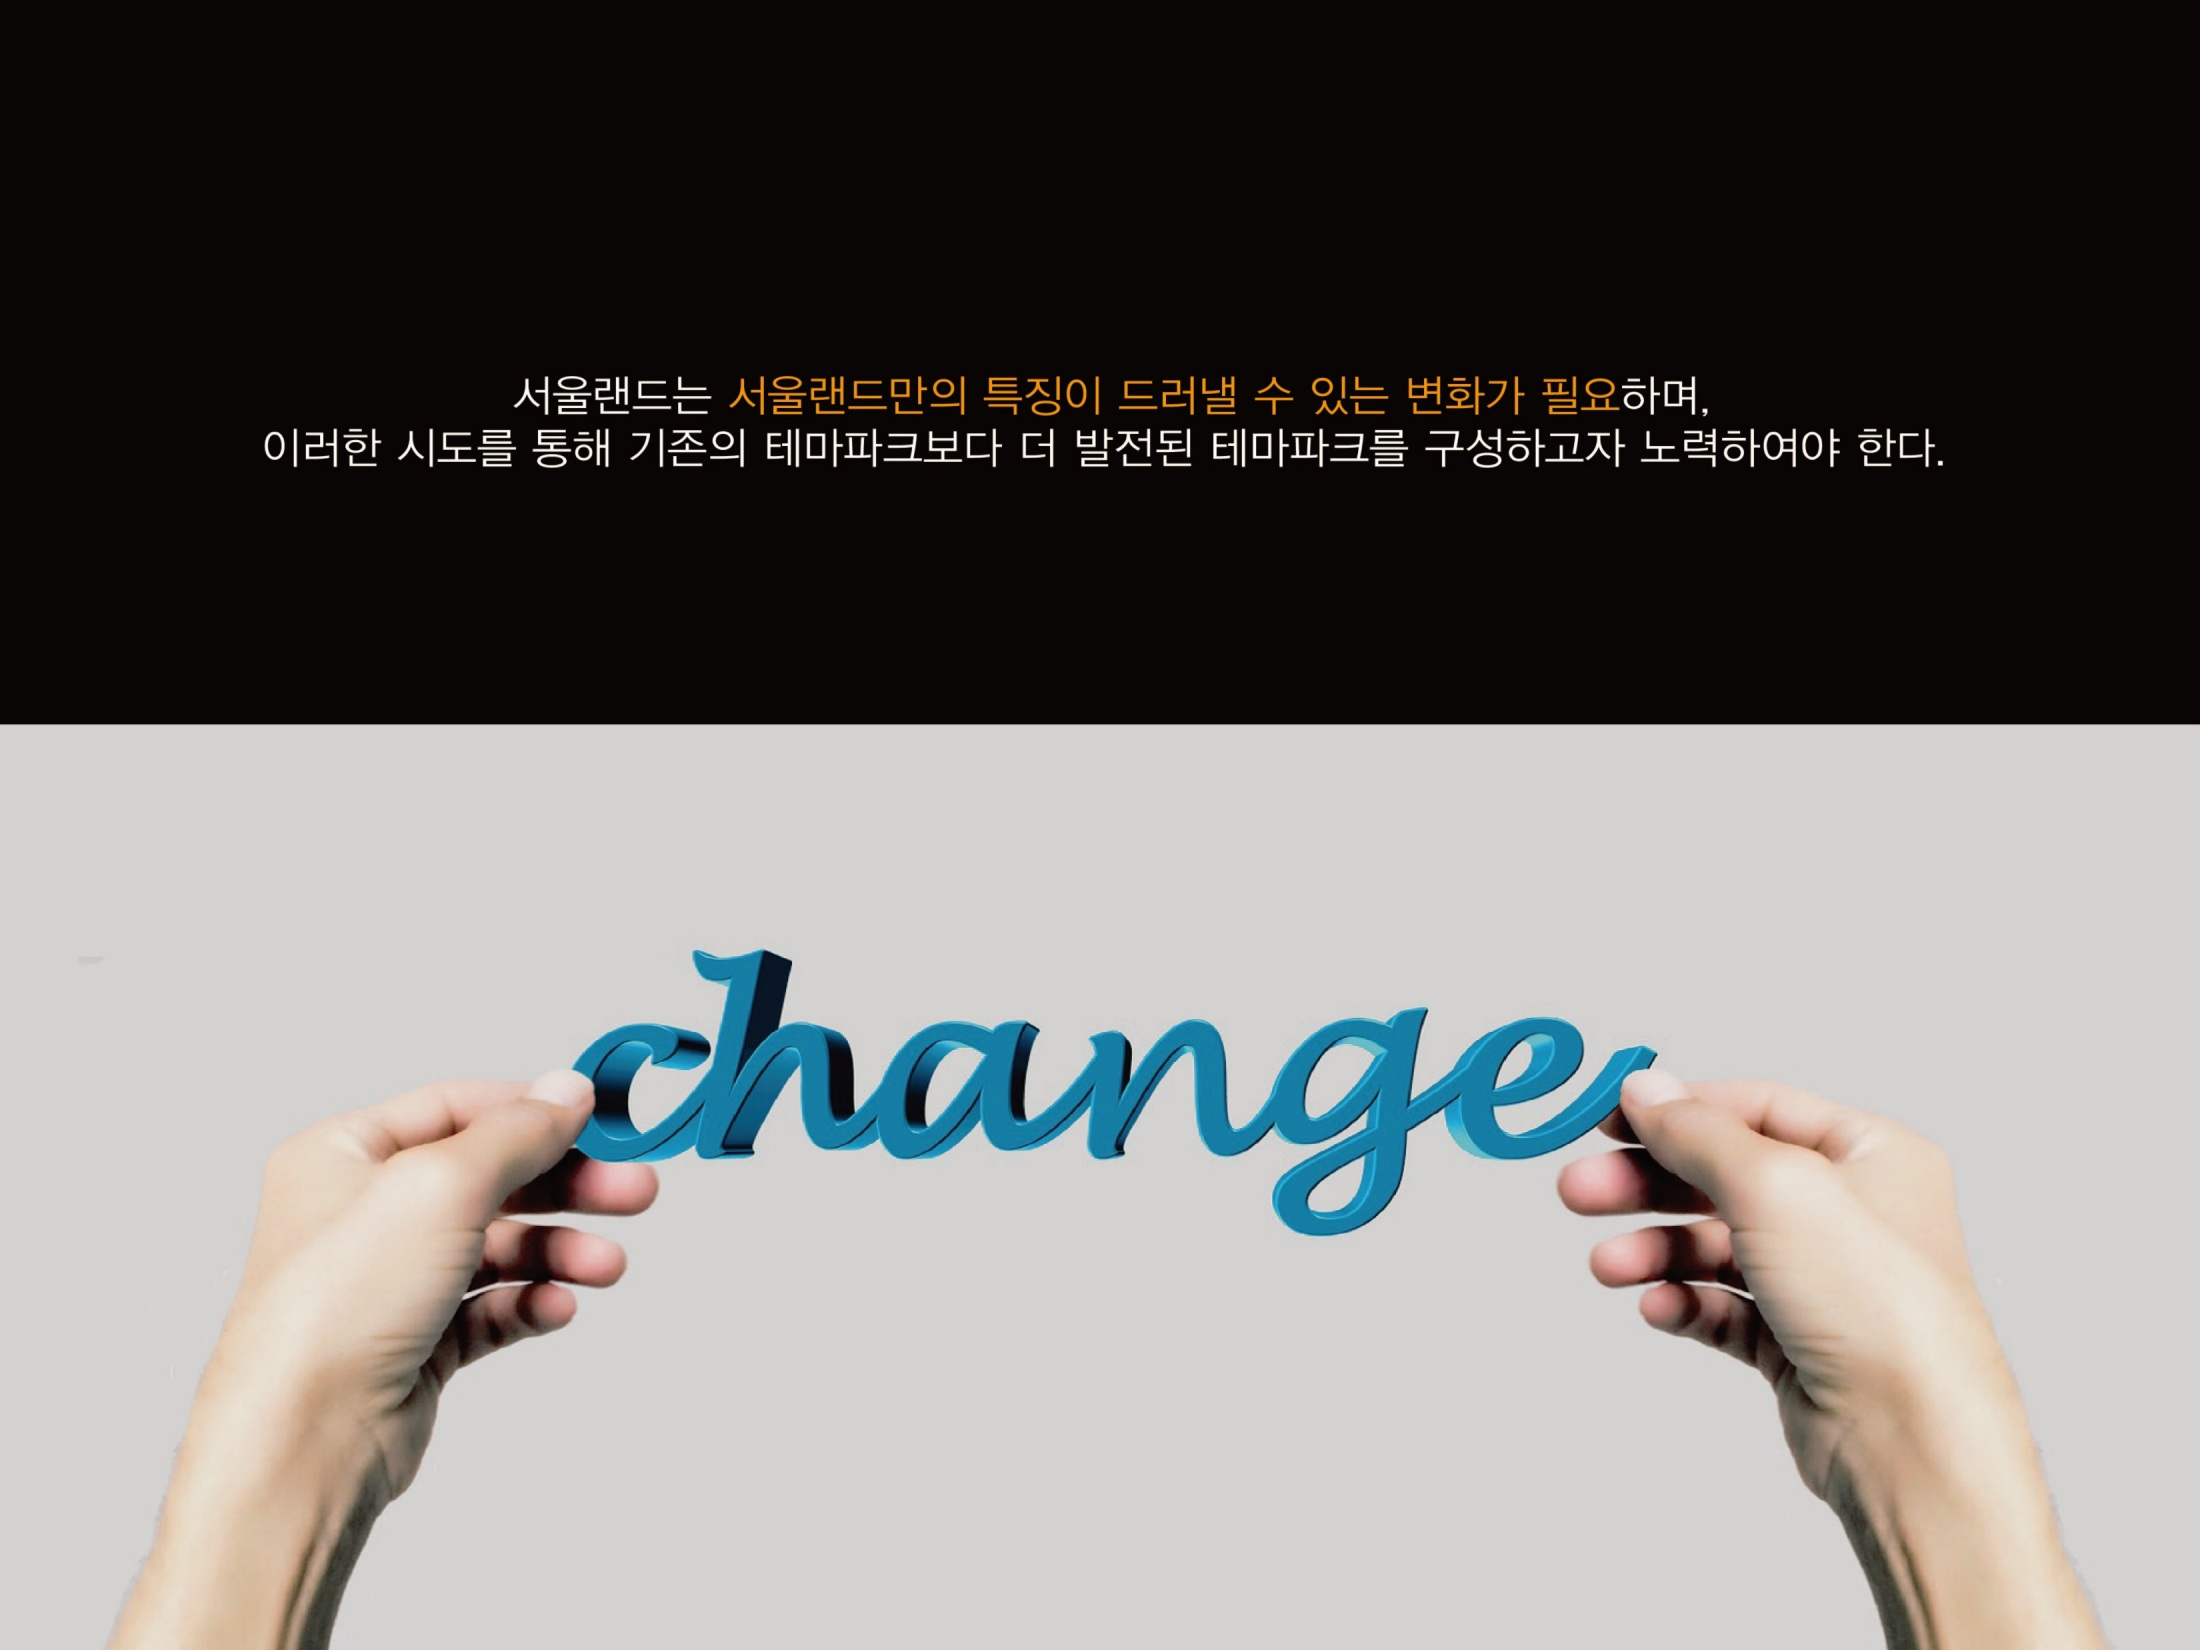 서울랜드는 서울랜드만의 특징이 드러낼 수 있는 변화가 필요하며,
이러한 시도를 통해 기존의 테마파크보다 더 발전된 테마파크를 구성하고자 노력하여야 한다.
change